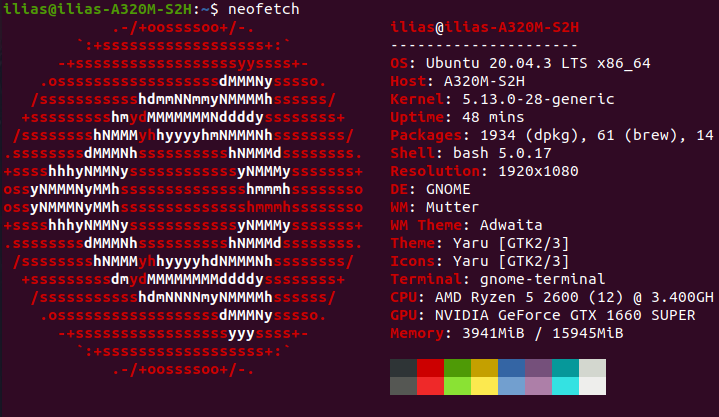 ilias@ilias-A320M-S2H:~$ neofetch
            .-/+oossssoo+/-.               ilias@ilias-A320M-S2H
        `:+ssssssssssssssssss+:`           ---------------------
      -+ssssssssssssssssssyyssss+-         OS: Ubuntu 20.04.3 LTS x86_64
    .ossssssssssssssssssdMMMNysssso.       Host: A320M-S2H
   /ssssssssssshdmmNNmmyNMMMMhssssss/      Kernel: 5.13.0-28-generic
  +ssssssssshmydMMMMMMMNddddyssssssss+     Uptime: 48 mins
 /sssssssshNMMMyhhyyyyhmNMMMNhssssssss/    Packages: 1934 (dpkg), 61 (brew), 14
.ssssssssdMMMNhsssssssssshNMMMdssssssss.   Shell: bash 5.0.17
+sssshhhyNMMNyssssssssssssyNMMMysssssss+   Resolution: 1920x1080
ossyNMMMNyMMhsssssssssssssshmmmhssssssso   DE: GNOME
ossyNMMMNyMMhsssssssssssssshmmmhssssssso   WM: Mutter
+sssshhhyNMMNyssssssssssssyNMMMysssssss+   WM Theme: Adwaita
.ssssssssdMMMNhsssssssssshNMMMdssssssss.   Theme: Yaru [GTK2/3]
 /sssssssshNMMMyhhyyyyhdNMMMNhssssssss/    Icons: Yaru [GTK2/3]
  +sssssssssdmydMMMMMMMMddddyssssssss+     Terminal: gnome-terminal
   /ssssssssssshdmNNNNmyNMMMMhssssss/      CPU: AMD Ryzen 5 2600 (12) @ 3.400GH
    .ossssssssssssssssssdMMMNysssso.       GPU: NVIDIA GeForce GTX 1660 SUPER
      -+sssssssssssssssssyyyssss+-         Memory: 3941MiB / 15945MiB
        `:+ssssssssssssssssss+:`
            .-/+oossssoo+/-.